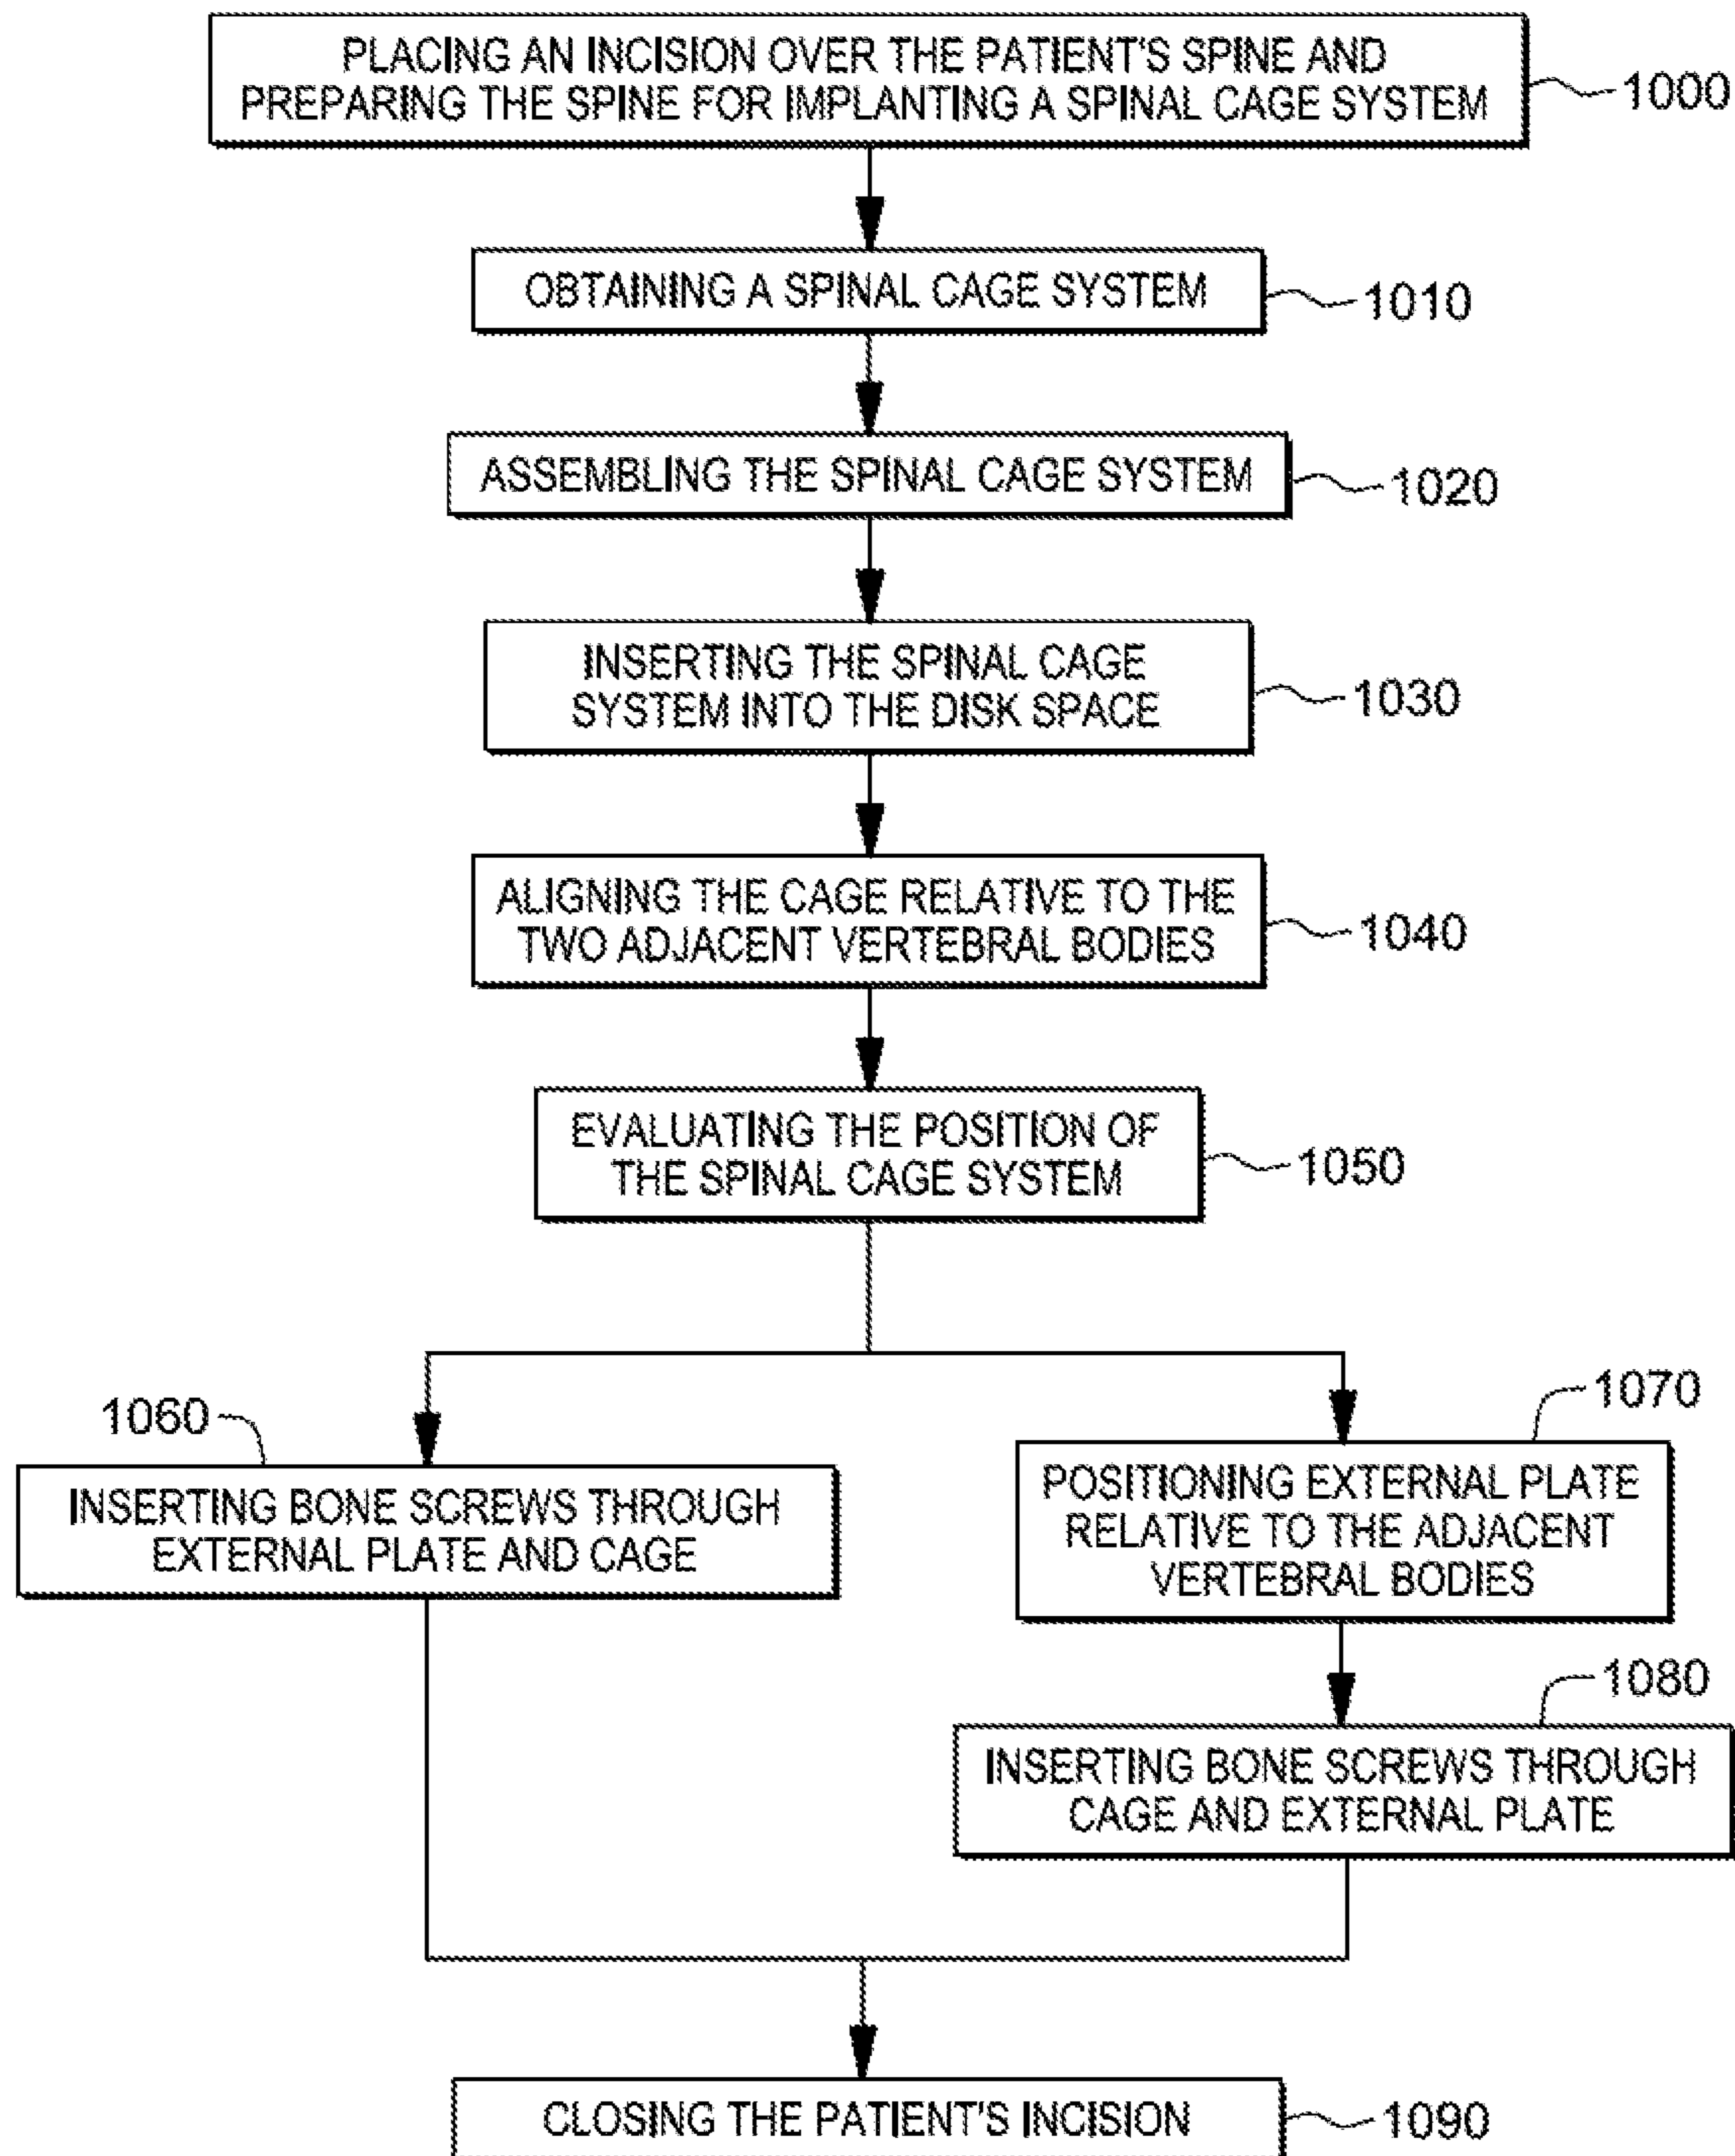 PLACING AN INCISION OVER THE PATIENT'S SPINE AND
PREPARING THE SPINE FOR IMPLANTING A SPINAL CAGE SYSTEM
1000
OBTAINING A SPINAL CAGE SYSTEM
1010
ASSEMBLING THE SPINAL CAGE SYSTEM
1020
INSERTING THE SPINAL CAGE
SYSTEM INTO THE DISK SPACE
1030
ALIGNING THE CAGE RELATIVE TO THE
TWO ADJACENT VERTEBRAL BODIES
1040
EVALUATING THE POSITION OF
THE SPINAL CAGE SYSTEM
1050
1060
INSERTING BONE SCREWS THROUGH
EXTERNAL PLATE AND CAGE
1070
POSITIONING EXTERNAL PLATE
RELATIVE TO THE ADJACENT
VERTEBRAL BODIES
1080
INSERTING BONE SCREWS THROUGH
CAGE AND EXTERNAL PLATE
CLOSING THE PATIENT'S INCISION
1090